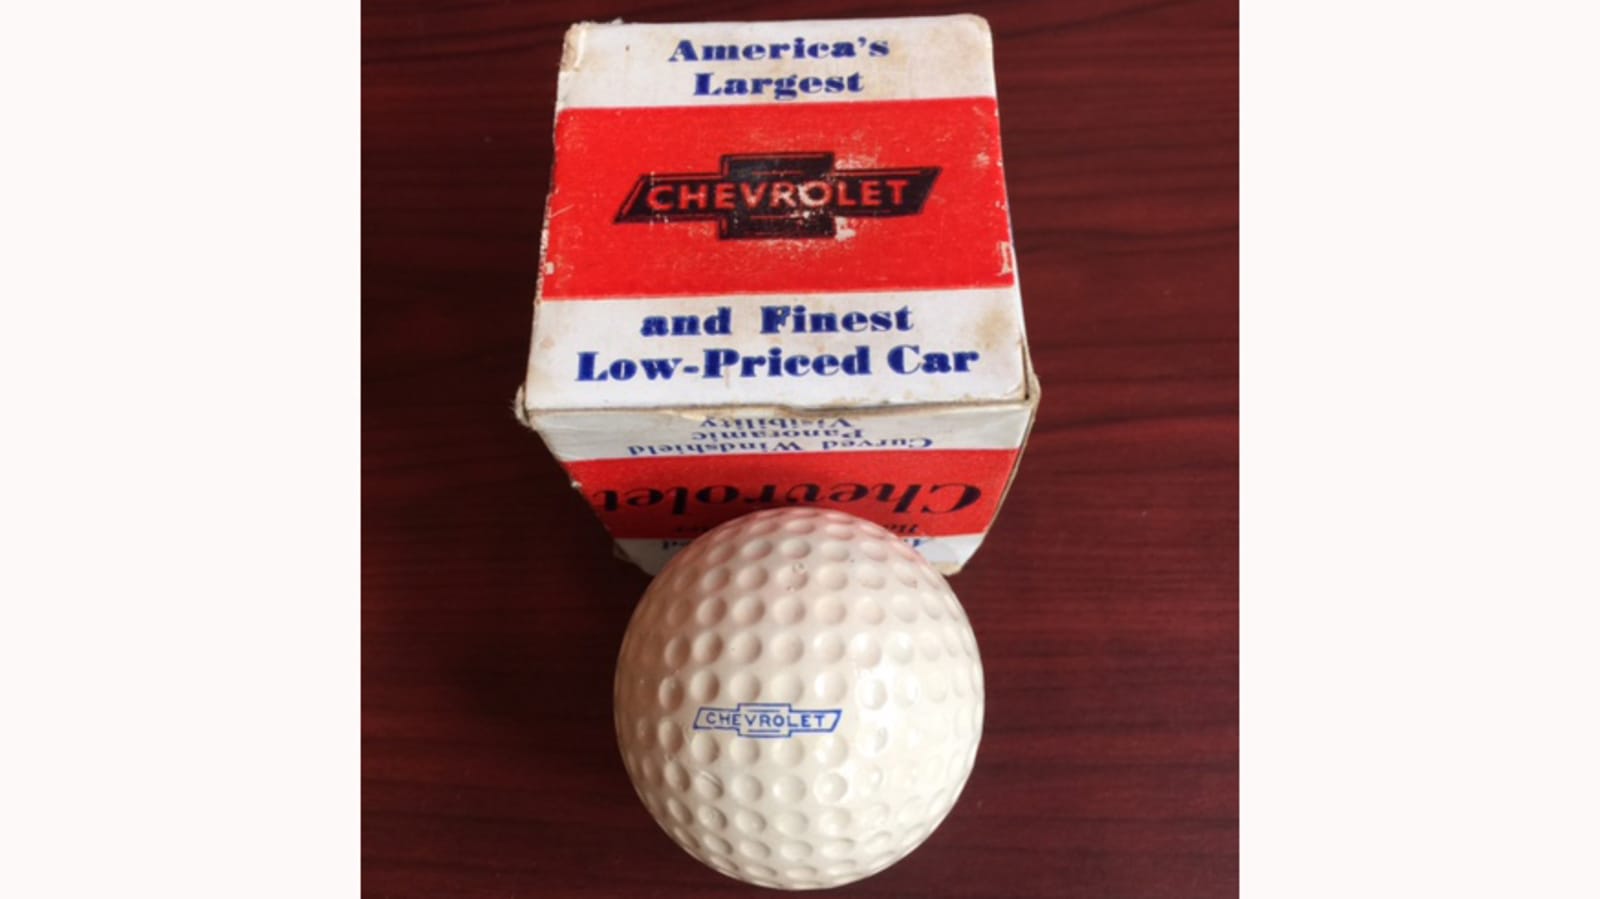 America's
Largest
CHEVROLET
and Finest
Low-Priced Car
Curved Windshield
Panoramic
Visibility
Chevrolet
CHEVROLET